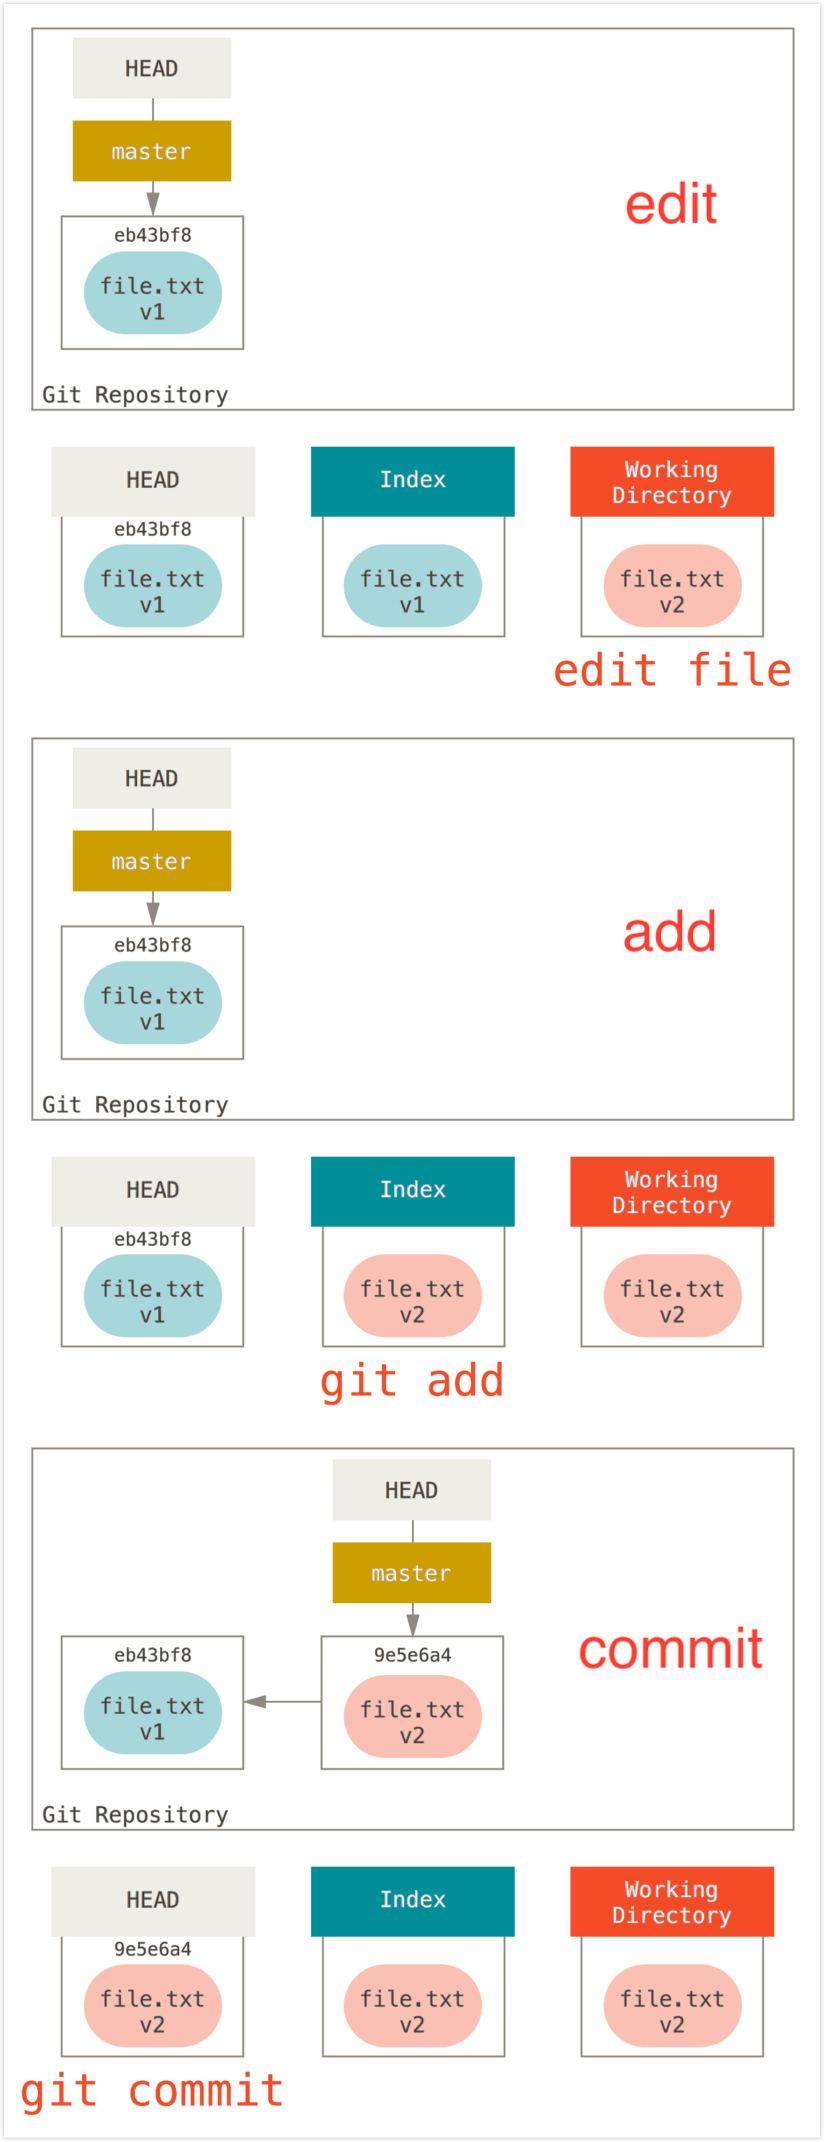 HEAD
master
edit
eb43bf8
file.txt
v1
Git Repository
HEAD
Index
Working
Directory
eb43bf8
file.txt
v1
file.txt
v1
file.txt
v2
edit file
HEAD
master
add
eb43bf8
file.txt
v1
Git Repository
HEAD
Index
Working
Directory
eb43bf8
file.txt
v1
file.txt
v2
file.txt
v2
git add
HEAD
master
commit
eb43bf8
file.txt
v1
9e5e6a4
file.txt
v2
Git Repository
HEAD
Index
Working
Directory
9e5e6a4
file.txt
v2
file.txt
v2
file.txt
v2
git commit